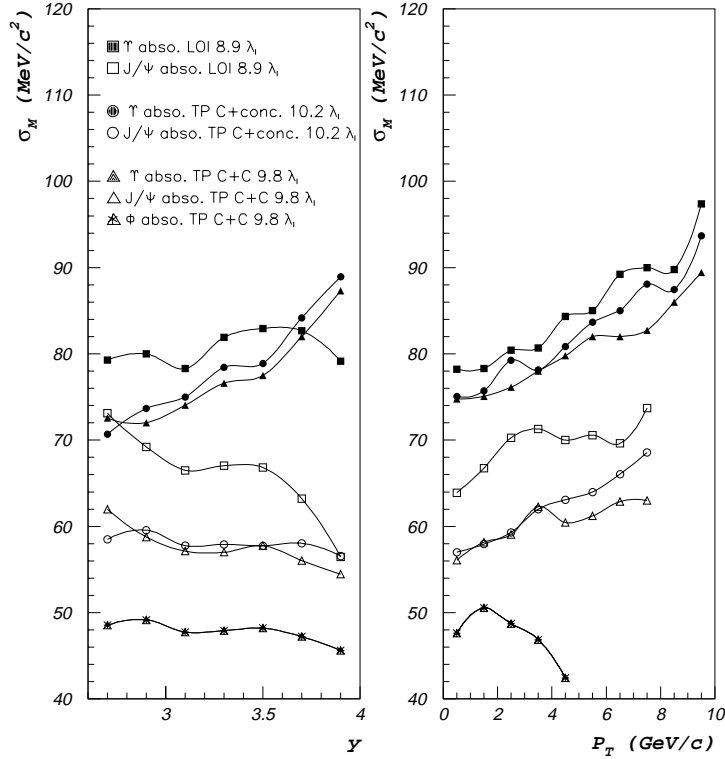 σM (MeV/c²)
120
110
100
90
80
70
60
50
40
ϒ abso. LOI 8.9 λI
J/Ψ abso. LOI 8.9 λI
ϒ abso. TP C+conc. 10.2 λI
J/Ψ abso. TP C+conc. 10.2 λI
ϒ abso. TP C+C 9.8 λI
J/Ψ abso. TP C+C 9.8 λI
Φ abso. TP C+C 9.8 λI
3 3.5 4
y
σM (MeV/c²)
120
110
100
90
80
70
60
50
40
0 2 4 6 8 10
PT (GeV/c)